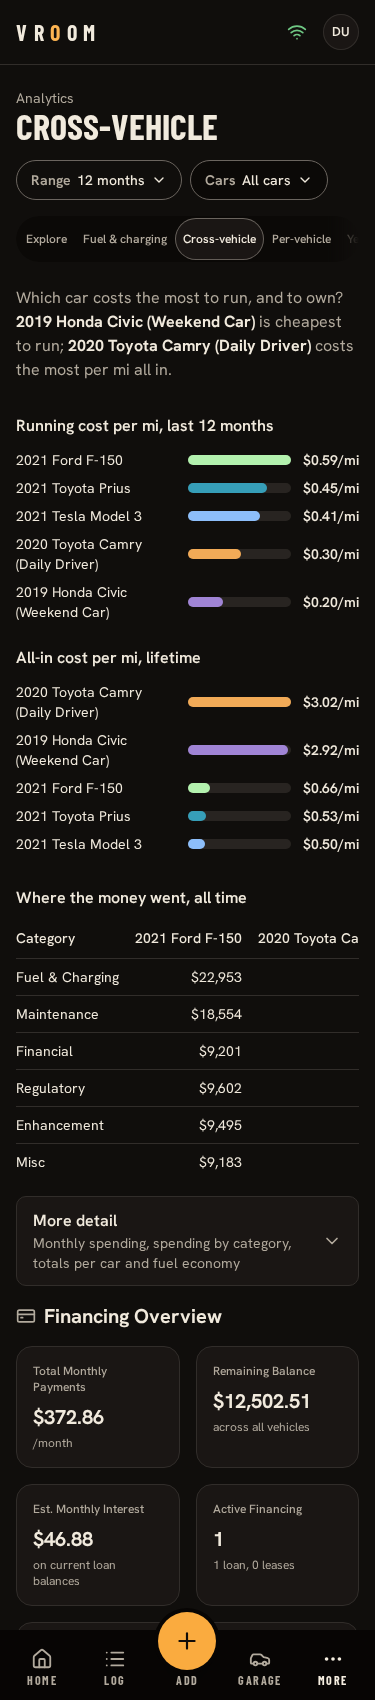 VROOM
DU
Analytics
CROSS-VEHICLE
Range 12 months
Cars All cars
Explore Fuel & charging Cross-vehicle Per-vehicle
Which car costs the most to run, and to own?
2019 Honda Civic (Weekend Car) is cheapest
to run; 2020 Toyota Camry (Daily Driver) costs
the most per mi all in.
Running cost per mi, last 12 months
2021 Ford F-150 $0.59/mi
2021 Toyota Prius $0.45/mi
2021 Tesla Model 3 $0.41/mi
2020 Toyota Camry
(Daily Driver) $0.30/mi
2019 Honda Civic
(Weekend Car) $0.20/mi
All-in cost per mi, lifetime
2020 Toyota Camry
(Daily Driver) $3.02/mi
2019 Honda Civic
(Weekend Car) $2.92/mi
2021 Ford F-150 $0.66/mi
2021 Toyota Prius $0.53/mi
2021 Tesla Model 3 $0.50/mi
Where the money went, all time
Category 2021 Ford F-150 2020 Toyota Ca
Fuel & Charging $22,953
Maintenance $18,554
Financial $9,201
Regulatory $9,602
Enhancement $9,495
Misc $9,183
More detail
Monthly spending, spending by category,
totals per car and fuel economy
Financing Overview
Total Monthly
Payments
$372.86
/month
Remaining Balance
$12,502.51
across all vehicles
Est. Monthly Interest
$46.88
on current loan
balances
Active Financing
1
1 loan, 0 leases
HOME LOG ADD GARAGE MORE